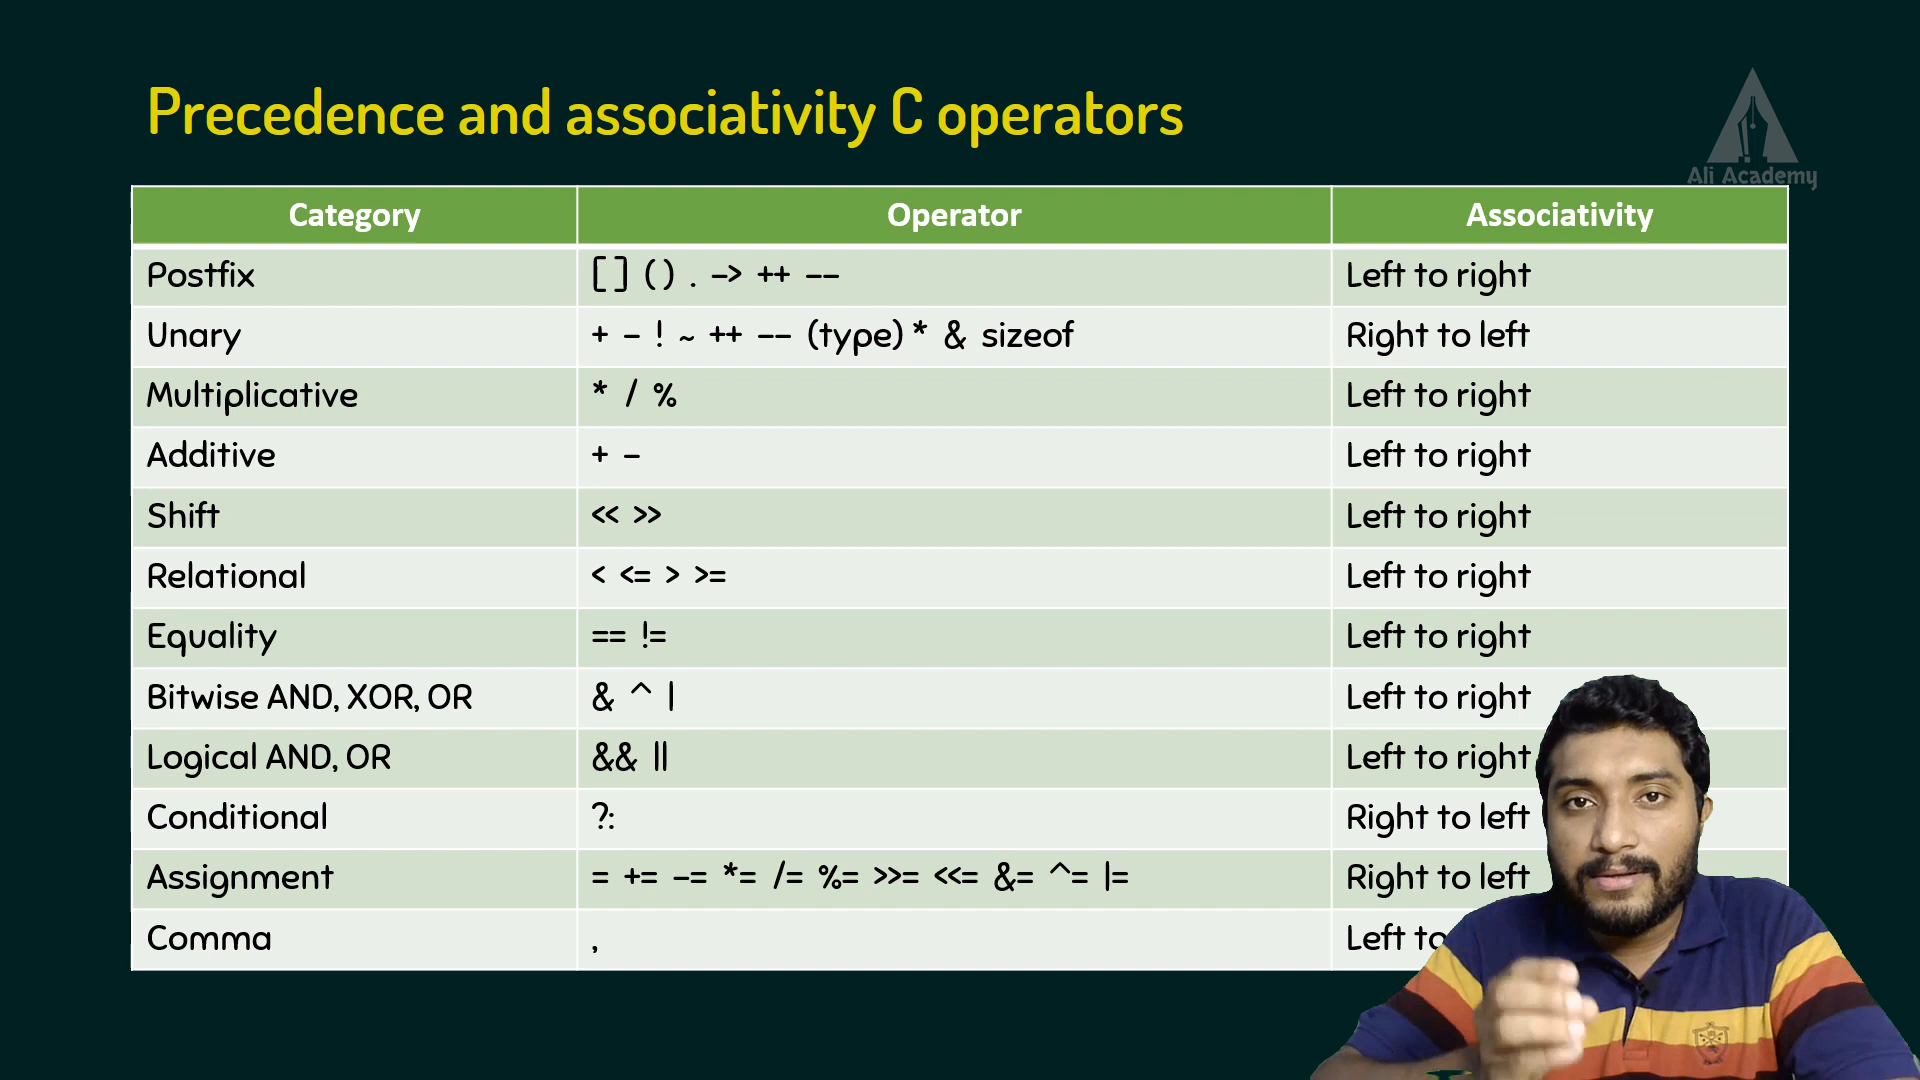 Precedence and associativity C operators
Ali Academy
Category Operator Associativity
Postfix [] () . -> ++ -- Left to right
Unary + - ! ~ ++ -- (type) * & sizeof Right to left
Multiplicative * / % Left to right
Additive + - Left to right
Shift << >> Left to right
Relational < <= > >= Left to right
Equality == != Left to right
Bitwise AND, XOR, OR & ^ | Left to right
Logical AND, OR && || Left to right
Conditional ?: Right to left
Assignment = += -= *= /= %= >>= <<= &= ^= |= Right to left
Comma , Left to